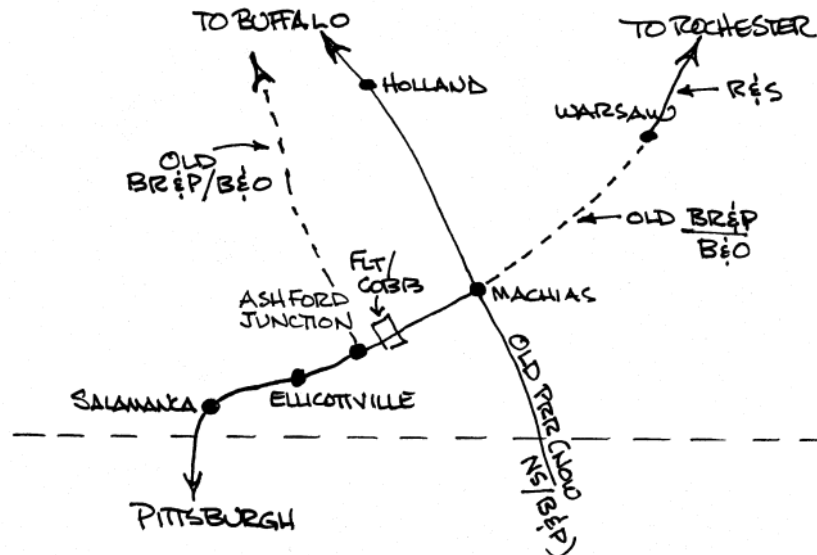 TO BUFFALO
TO ROCHESTER
HOLLAND
R&S
WARSAW
OLD
BR&P/B&O
OLD BR&P
B&O
FLT/
COBB
ASHFORD
JUNCTION
MACHIAS
ELLICOTTVILLE
SALAMANCA
OLD PRR (NOW
NS/B&P)
PITTSBURGH